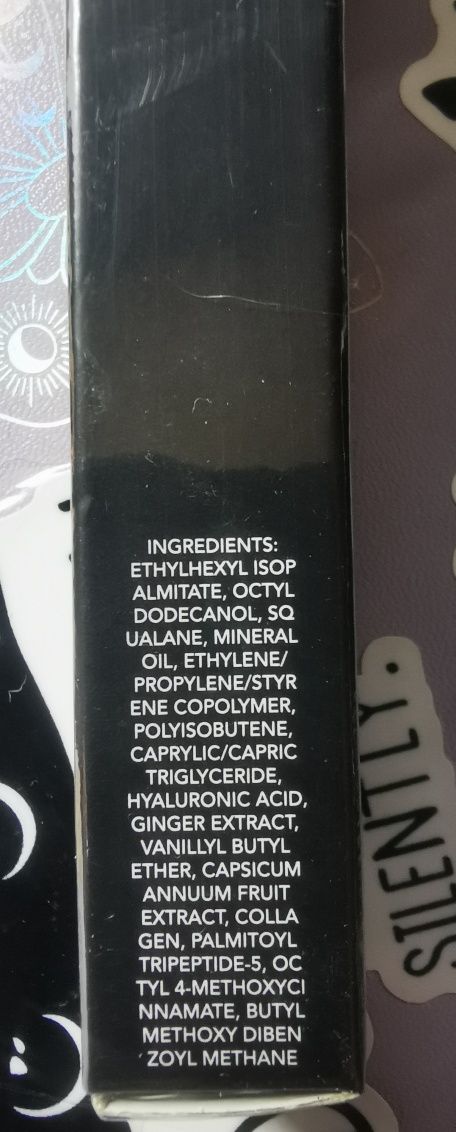 INGREDIENTS:
ETHYLHEXYL ISOP
ALMITATE, OCTYL
DODECANOL, SQ
UALANE, MINERAL
OIL, ETHYLENE/
PROPYLENE/STYR
ENE COPOLYMER,
POLYISOBUTENE,
CAPRYLIC/CAPRIC
TRIGLYCERIDE,
HYALURONIC ACID,
GINGER EXTRACT,
VANILLYL BUTYL
ETHER, CAPSICUM
ANNUUM FRUIT
EXTRACT, COLLA
GEN, PALMITOYL
TRIPEPTIDE-5, OC
TYL 4-METHOXYCI
NNAMATE, BUTYL
METHOXY DIBEN
ZOYL METHANE
SILENTLY.